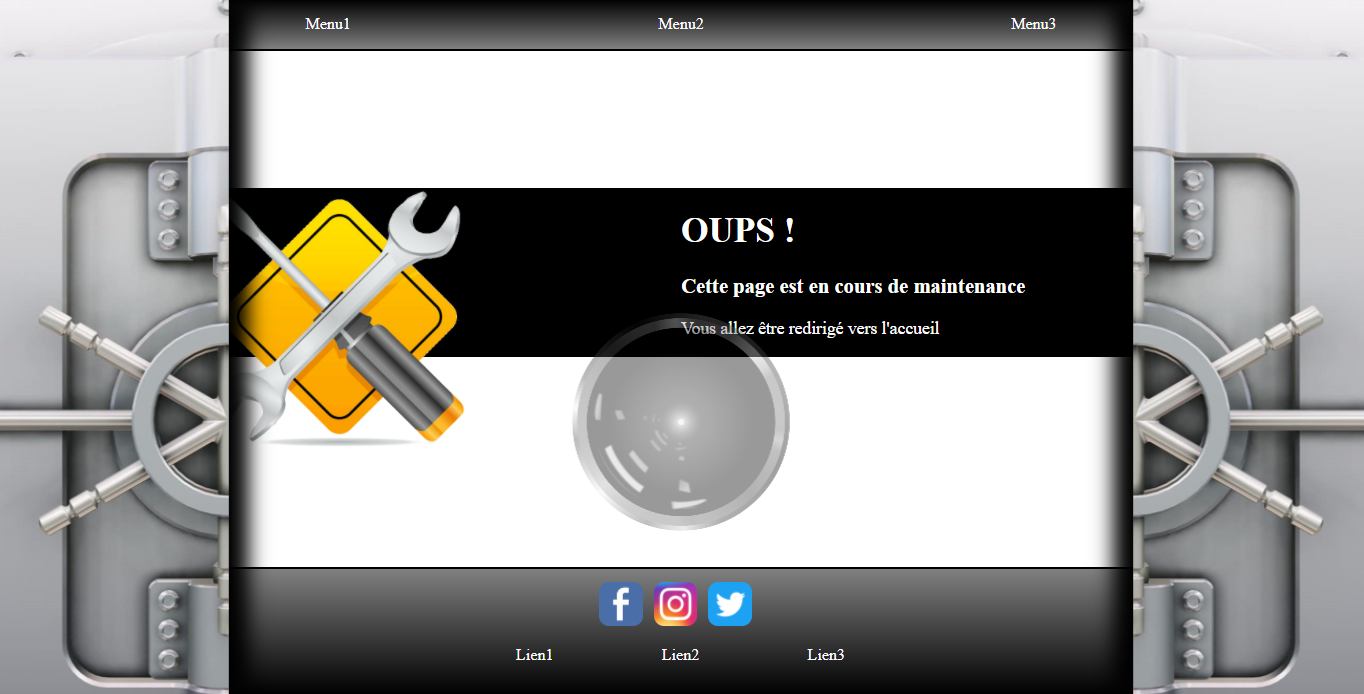 Menu1 Menu2 Menu3
OUPS !
Cette page est en cours de maintenance
Vous allez être redirigé vers l'accueil
Lien1 Lien2 Lien3